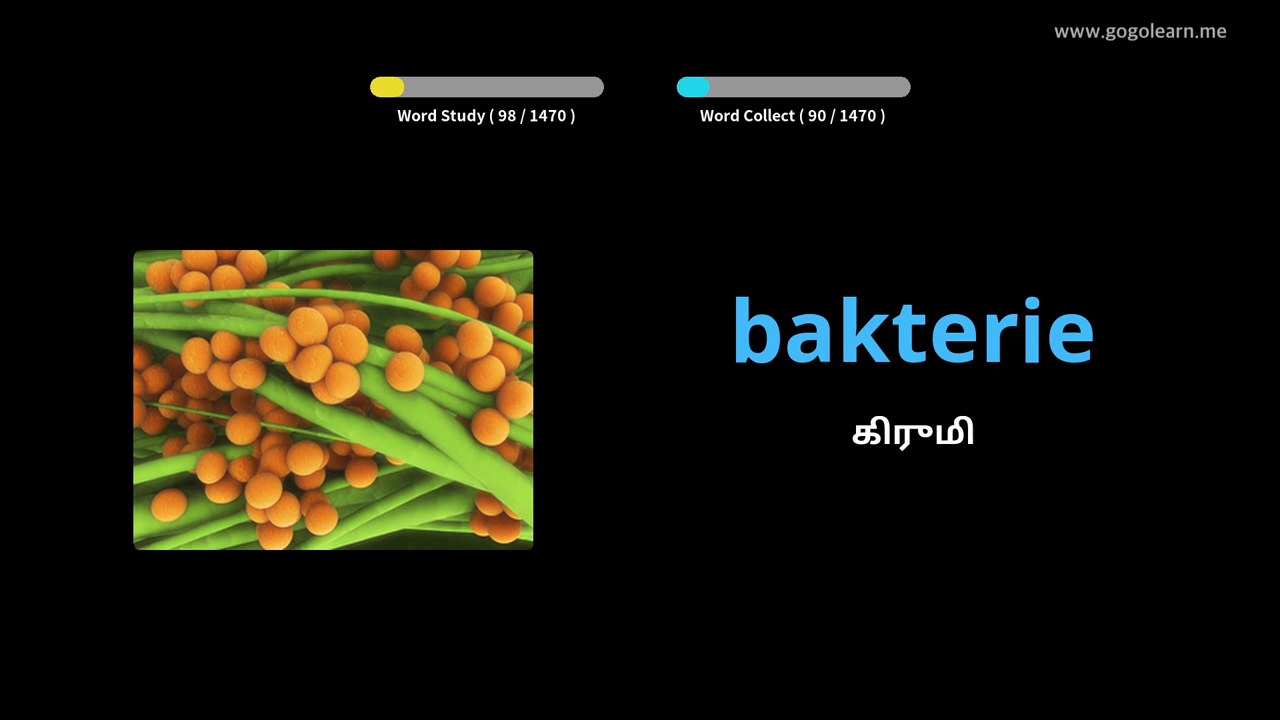 www.gogolearn.me
Word Study ( 98 / 1470 )
Word Collect ( 90 / 1470 )
bakterie
கிருமி